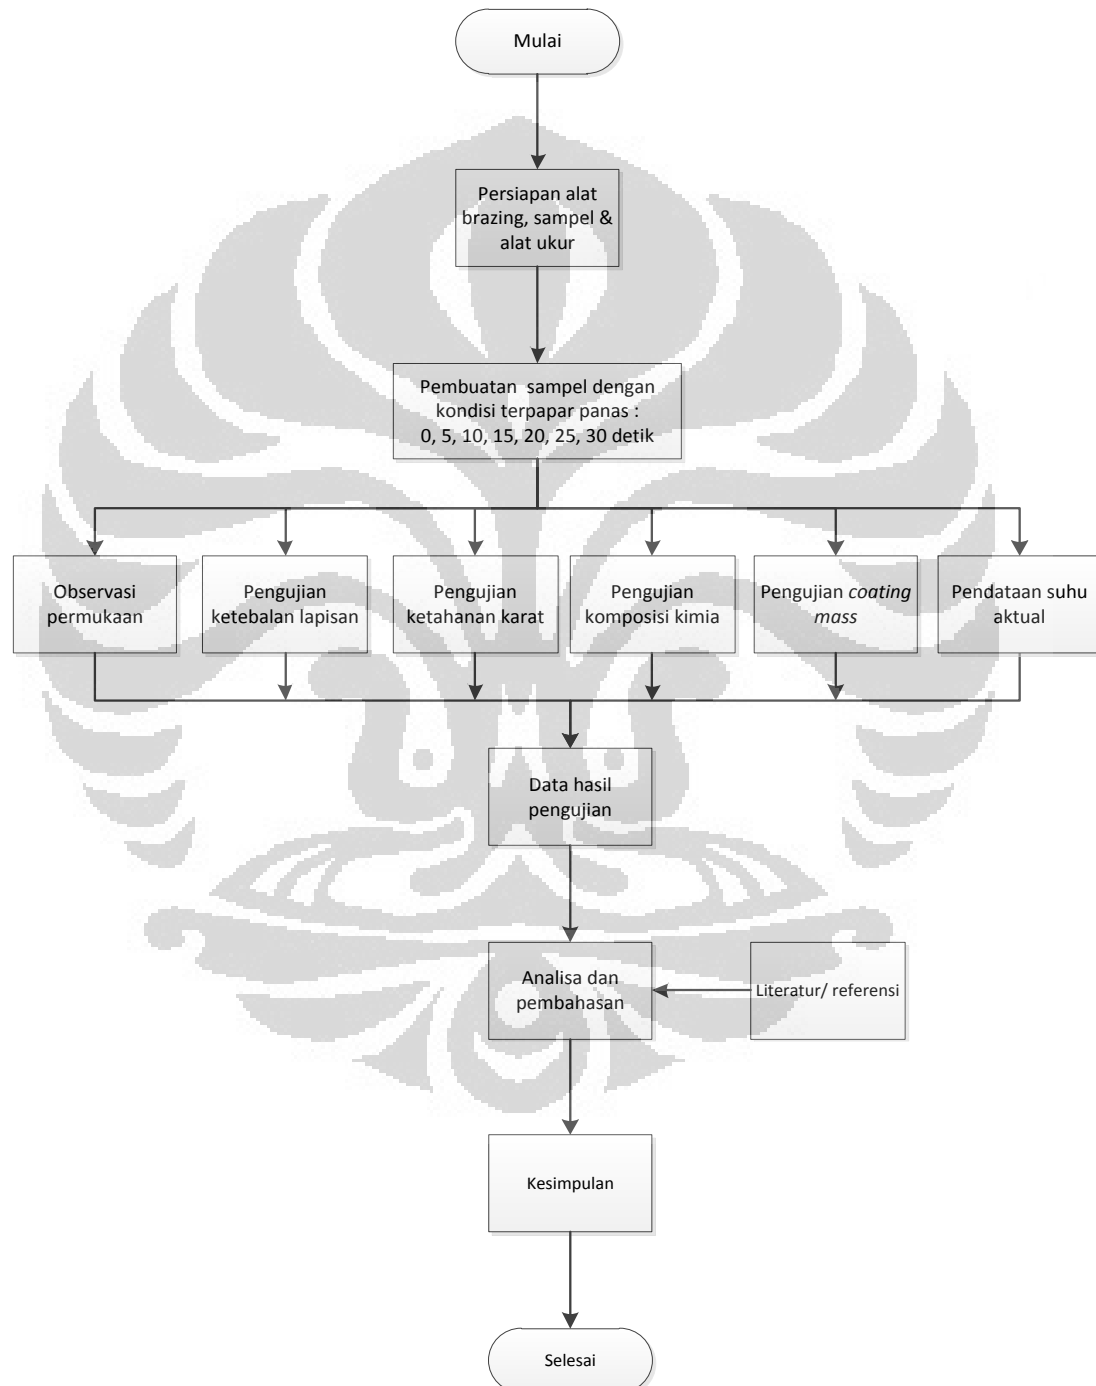 Mulai
Persiapan alat
brazing, sampel &
alat ukur
Pembuatan sampel dengan
kondisi terpapar panas :
0, 5, 10, 15, 20, 25, 30 detik
Observasi
permukaan
Pengujian
ketebalan lapisan
Pengujian
ketahanan karat
Pengujian
komposisi kimia
Pengujian coating
mass
Pendataan suhu
aktual
Data hasil
pengujian
Analisa dan
pembahasan
Literatur/ referensi
Kesimpulan
Selesai